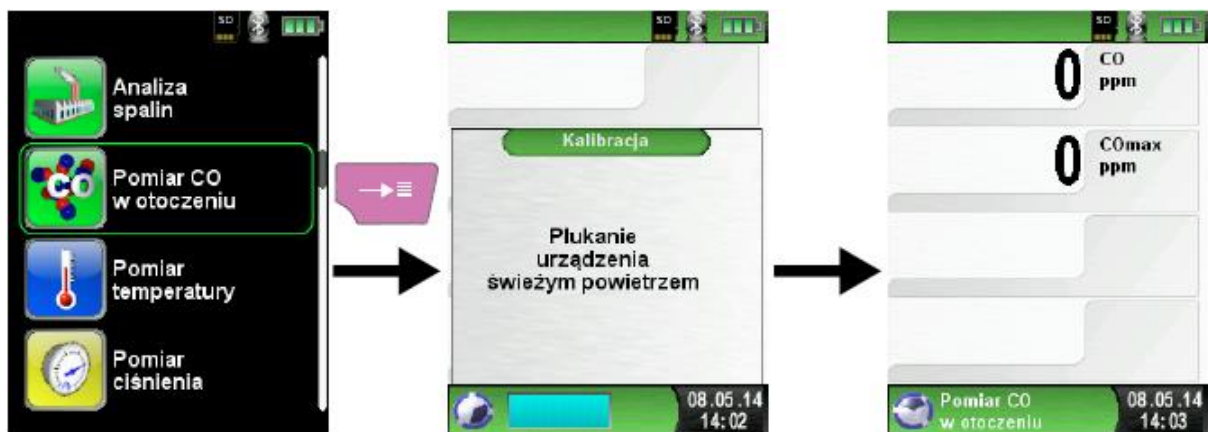 SD
Analiza
spalin
CO
Pomiar CO
w otoczeniu
Pomiar
temperatury
Pomiar
ciśnienia
SD
Kalibracja
Płukanie
urządzenia
świeżym powietrzem
08.05.14
14:02
SD
0 CO
ppm
0 COmax
ppm
Pomiar CO
w otoczeniu
08.05.14
14:03